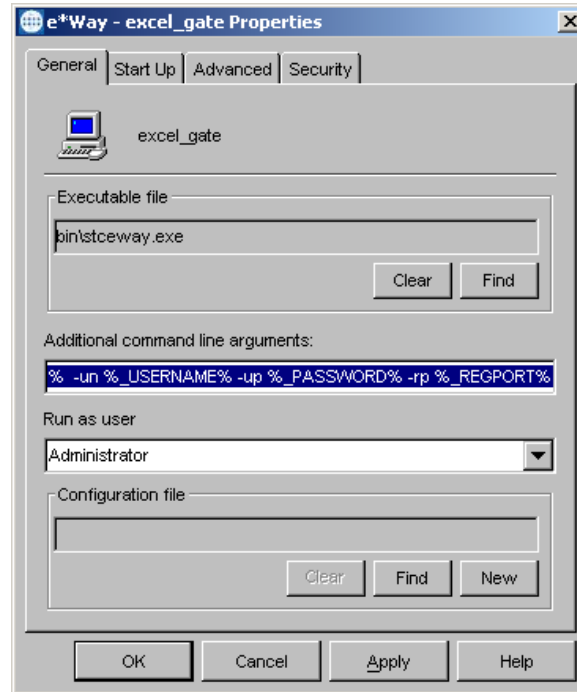 e*Way - excel_gate Properties
General Start Up Advanced Security
excel_gate
Executable file
bin\stceway.exe
Clear Find
Additional command line arguments:
% -un %_USERNAME% -up %_PASSWORD% -rp %_REGPORT%
Run as user
Administrator
Configuration file
Clear Find New
OK Cancel Apply Help